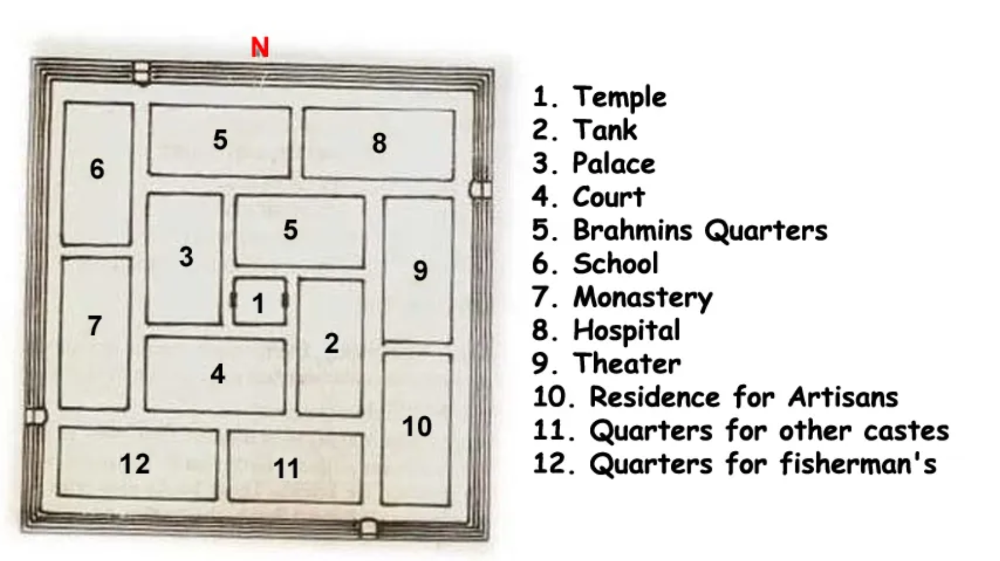 N
5
8
6
5
3
9
1
7
2
4
10
12
11
1. Temple
2. Tank
3. Palace
4. Court
5. Brahmins Quarters
6. School
7. Monastery
8. Hospital
9. Theater
10. Residence for Artisans
11. Quarters for other castes
12. Quarters for fisherman's